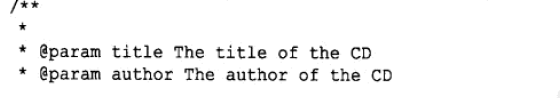 /**
*
* @param title The title of the CD
* @param author The author of the CD